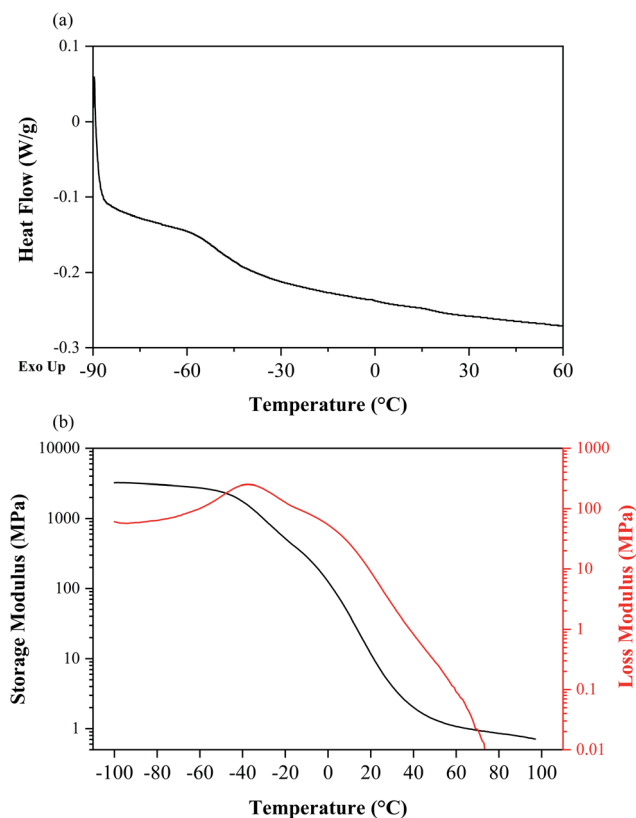 (a)
0.1
0
-0.1
-0.2
-0.3
Heat Flow (W/g)
Exo Up
-90 -60 -30 0 30 60
Temperature (°C)
(b)
10000
1000
100
10
1
Storage Modulus (MPa)
1000
100
10
1
0.1
0.01
Loss Modulus (MPa)
-100 -80 -60 -40 -20 0 20 40 60 80 100
Temperature (°C)